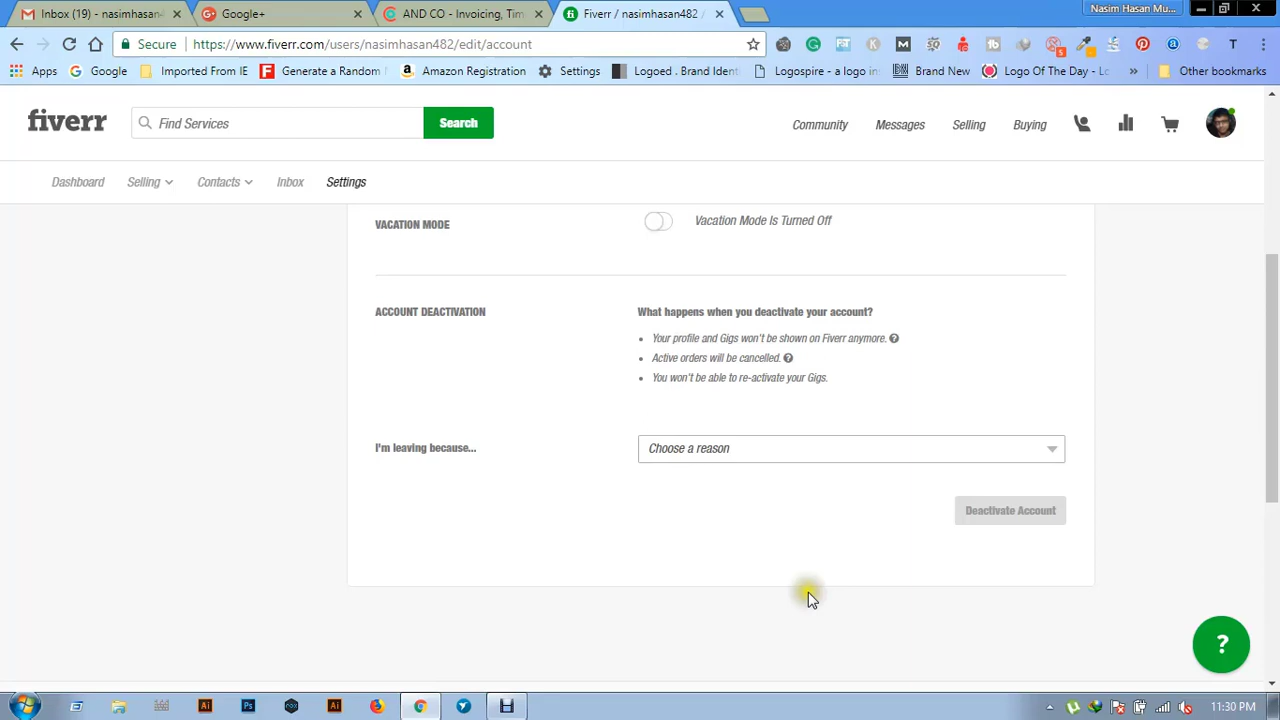 Inbox (19) - nasimhasan
Google+
AND CO - Invoicing; Tim
Fiverr / nasimhasan482 /
Nasim Hasan Mu...
Secure
https://www.fiverr.com/users/nasimhasan482/edit/account
Apps
Google
Imported From IE
Generate a Random
Amazon Registration
Settings
Logoed . Brand Ident
Logospire - a logo in
Brand New
Logo Of The Day - L
»
Other bookmarks
fiverr
Find Services
Search
Community
Messages
Selling
Buying
Dashboard
Selling
Contacts
Inbox
Settings
VACATION MODE
Vacation Mode Is Turned Off
ACCOUNT DEACTIVATION
What happens when you deactivate your account?
• Your profile and Gigs won't be shown on Fiverr anymore. ?
• Active orders will be cancelled. ?
• You won't be able to re-activate your Gigs.
I'm leaving because...
Choose a reason
Deactivate Account
?
11:30 PM